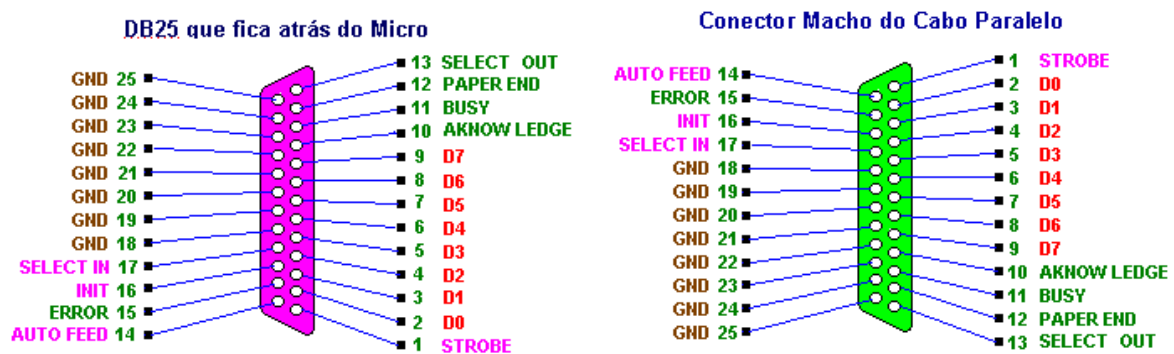 DB25 que fica atrás do Micro
GND 25
GND 24
GND 23
GND 22
GND 21
GND 20
GND 19
GND 18
SELECT IN 17
INIT 16
ERROR 15
AUTO FEED 14
13 SELECT OUT
12 PAPER END
11 BUSY
10 AKNOW LEDGE
9 D7
8 D6
7 D5
6 D4
5 D3
4 D2
3 D1
2 D0
1 STROBE
Conector Macho do Cabo Paralelo
AUTO FEED 14
ERROR 15
INIT 16
SELECT IN 17
GND 18
GND 19
GND 20
GND 21
GND 22
GND 23
GND 24
GND 25
1 STROBE
2 D0
3 D1
4 D2
5 D3
6 D4
7 D5
8 D6
9 D7
10 AKNOW LEDGE
11 BUSY
12 PAPER END
13 SELECT OUT